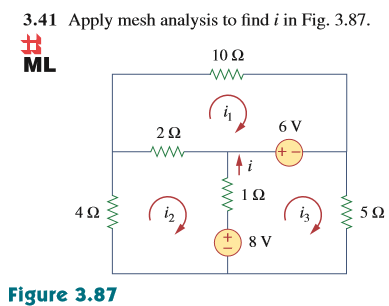 3.41 Apply mesh analysis to find i in Fig. 3.87.
ML
10 Ω
i₁
6 V
2 Ω
+ −
i
1 Ω
4 Ω
i₂
i₃
5 Ω
+
−
8 V
Figure 3.87